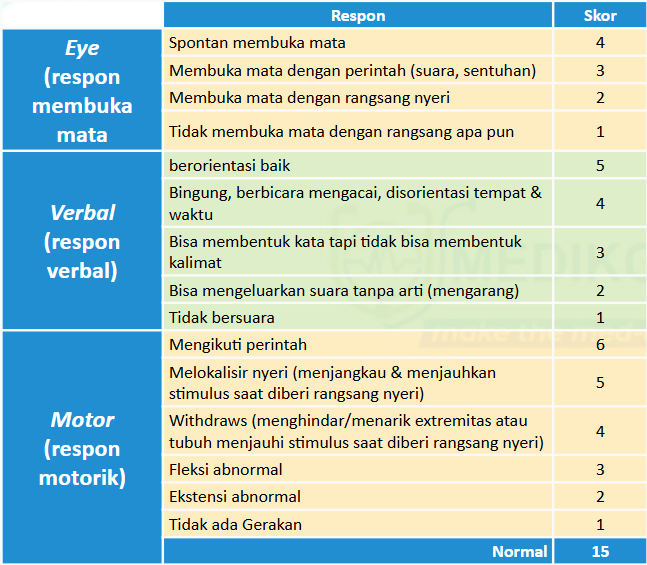 Respon Skor
Eye
(respon
membuka
mata
Spontan membuka mata 4
Membuka mata dengan perintah (suara, sentuhan) 3
Membuka mata dengan rangsang nyeri 2
Tidak membuka mata dengan rangsang apa pun 1
Verbal
(respon
verbal)
berorientasi baik 5
Bingung, berbicara mengacai, disorientasi tempat &
waktu 4
Bisa membentuk kata tapi tidak bisa membentuk
kalimat 3
Bisa mengeluarkan suara tanpa arti (mengarang) 2
Tidak bersuara 1
Motor
(respon
motorik)
Mengikuti perintah 6
Melokalisir nyeri (menjangkau & menjauhkan
stimulus saat diberi rangsang nyeri) 5
Withdraws (menghindar/menarik extremitas atau
tubuh menjauhi stimulus saat diberi rangsang nyeri) 4
Fleksi abnormal 3
Ekstensi abnormal 2
Tidak ada Gerakan 1
Normal 15